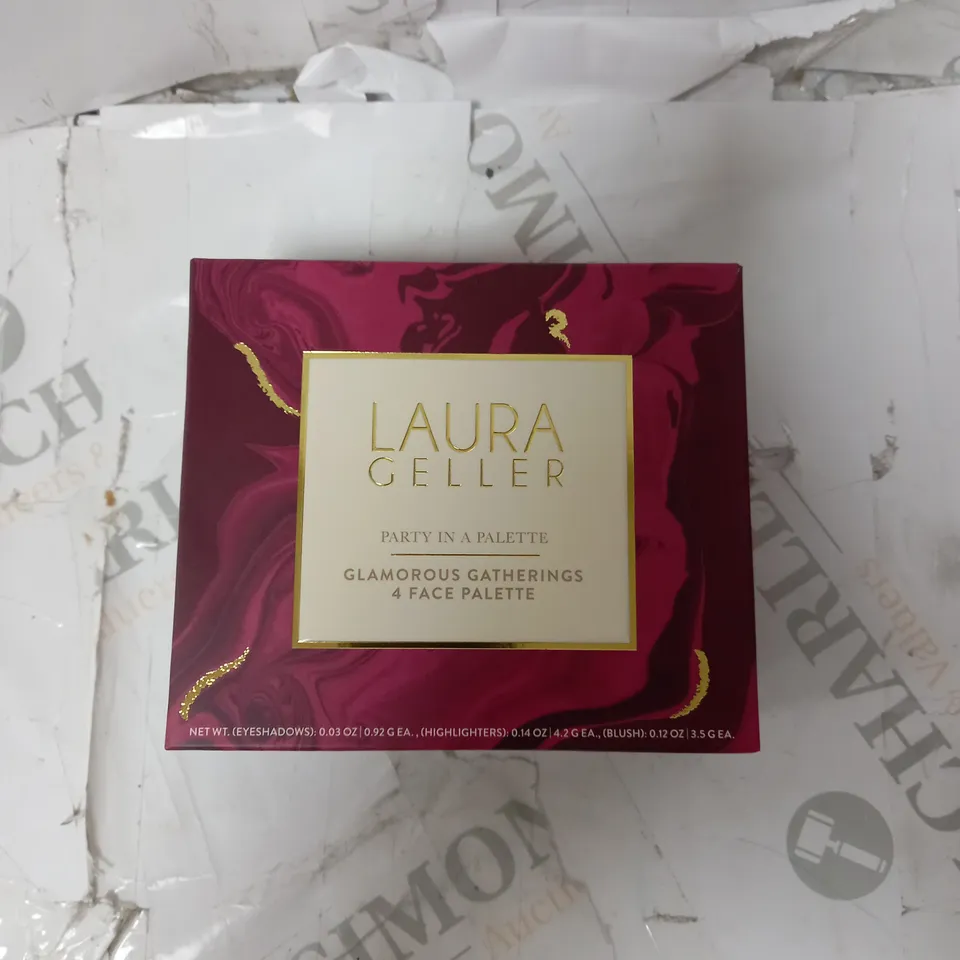 LAURA
GELLER
PARTY IN A PALETTE
GLAMOROUS GATHERINGS
4 FACE PALETTE
NET WT. (EYESHADOWS): 0.03 OZ | 0.92 G EA., (HIGHLIGHTERS): 0.14 OZ | 4.2 G EA., (BLUSH): 0.12 OZ | 3.5 G EA.